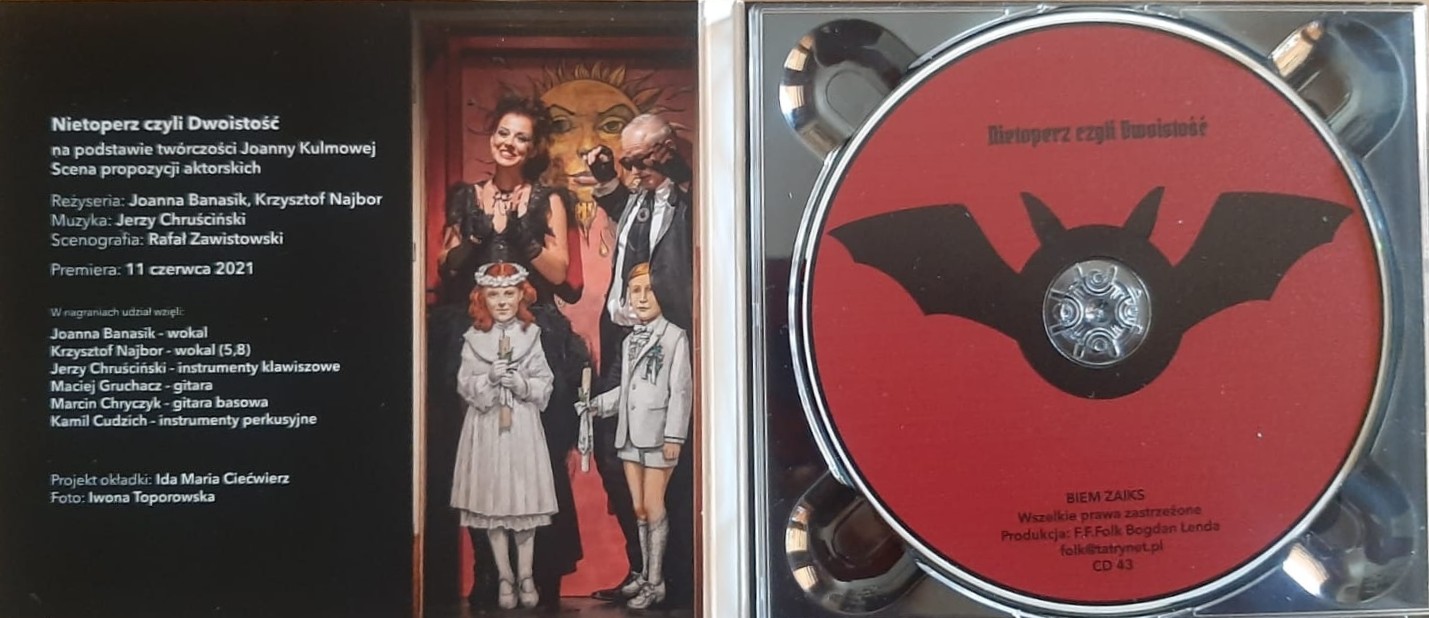 Nietoperz czyli Dwoistość
na podstawie twórczości Joanny Kulmowej
Scena propozycji aktorskich
Reżyseria: Joanna Banasik, Krzysztof Najbor
Muzyka: Jerzy Chruściński
Scenografia: Rafał Zawistowski
Premiera: 11 czerwca 2021
W nagraniach udział wzięli:
Joanna Banasik - wokal
Krzysztof Najbor - wokal (5,8)
Jerzy Chruściński - instrumenty klawiszowe
Maciej Gruchacz - gitara
Marcin Chryczyk - gitara basowa
Kamil Cudzich - instrumenty perkusyjne
Projekt okładki: Ida Maria Ciećwierz
Foto: Iwona Toporowska
Nietoperz czyli Dwoistość
BIEM ZAIKS
Wszelkie prawa zastrzeżone
Produkcja: F.F.Folk Bogdan Lenda
folk@tatrynet.pl
CD 43